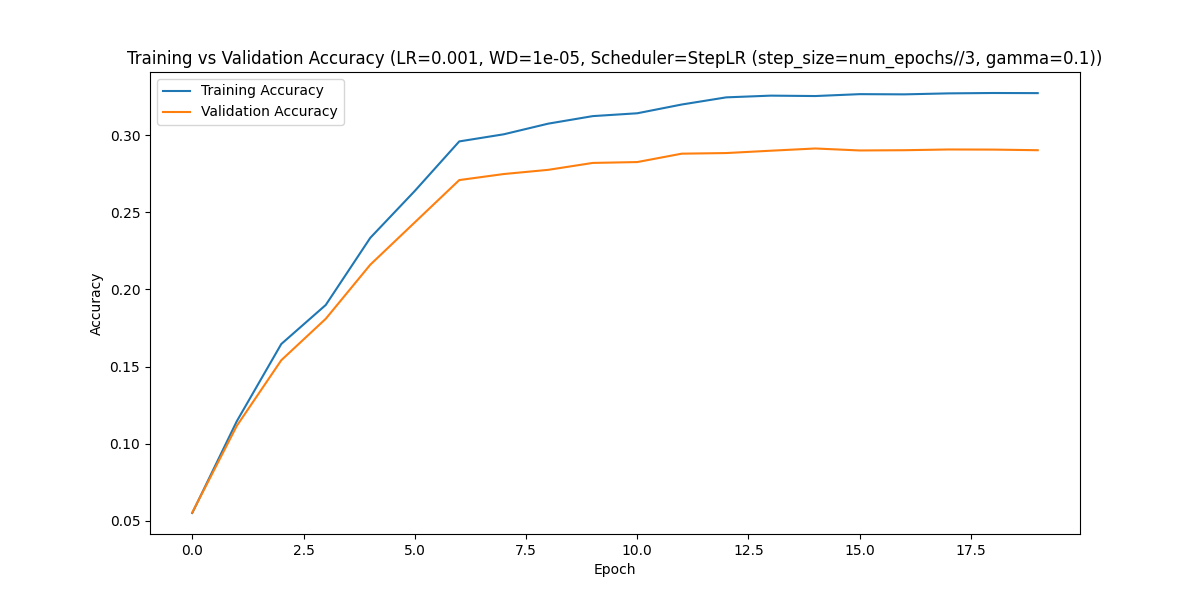 Training vs Validation Accuracy (LR=0.001, WD=1e-05, Scheduler=StepLR (step_size=num_epochs//3, gamma=0.1))
Training Accuracy
Validation Accuracy
0.30
0.25
0.20
0.15
0.10
0.05
Accuracy
0.0 2.5 5.0 7.5 10.0 12.5 15.0 17.5
Epoch